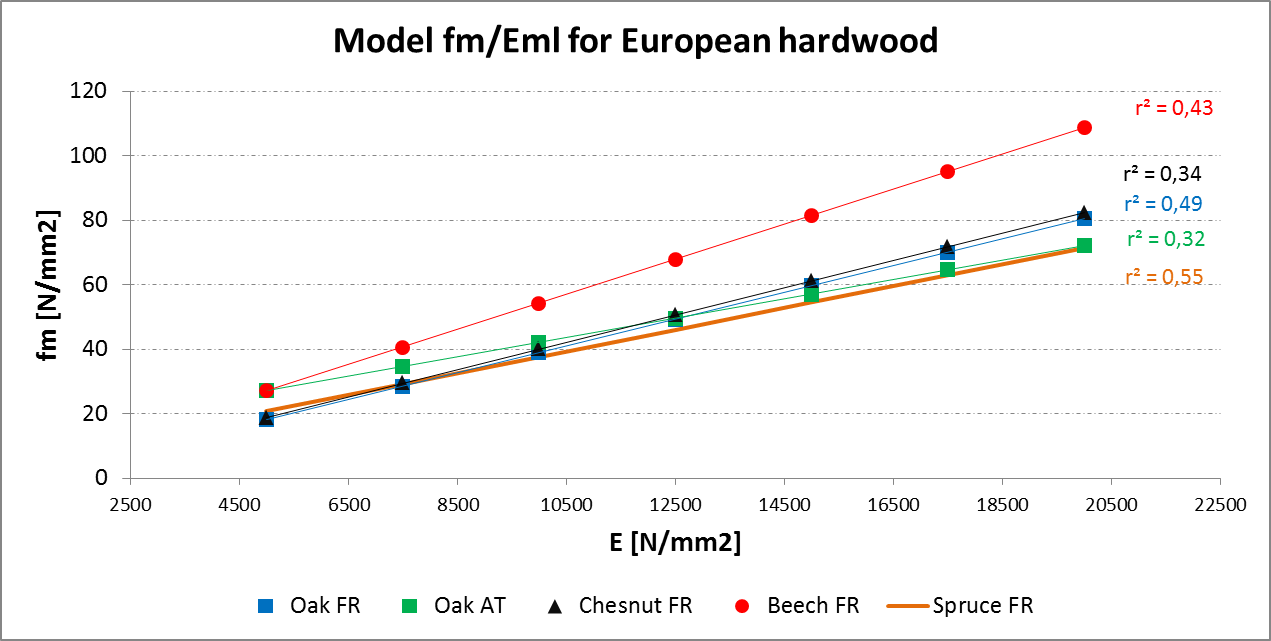 Model fm/Eml for European hardwood
120
100
80
60
40
20
0
fm [N/mm2]
r² = 0,43
r² = 0,34
r² = 0,49
r² = 0,32
r² = 0,55
2500 4500 6500 8500 10500 12500 14500 16500 18500 20500 22500
E [N/mm2]
Oak FR Oak AT Chesnut FR Beech FR Spruce FR